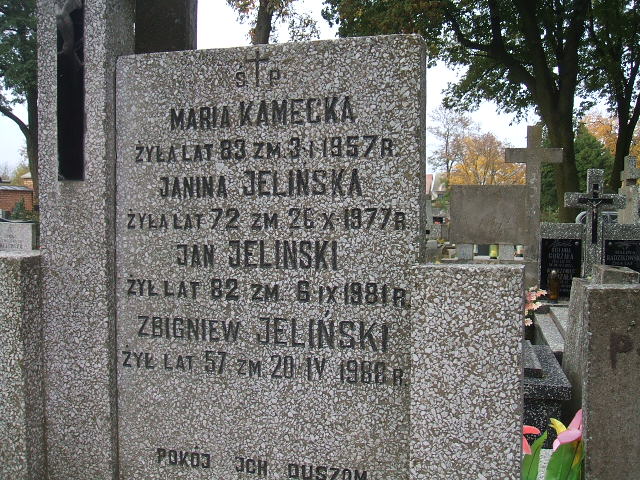 Ś P
MARIA KAMECKA
ŻYŁA LAT 83 ZM. 3 I 1957 R.
JANINA JELIŃSKA
ŻYŁA LAT 72 ZM 26 X 1977 R.
JAN JELIŃSKI
ŻYŁ LAT 82 ZM. 6 IX 1981 R.
ZBIGNIEW JELIŃSKI
ŻYŁ LAT 57 ZM 20 IV 1988 R.
POKÓJ ICH DUSZOM